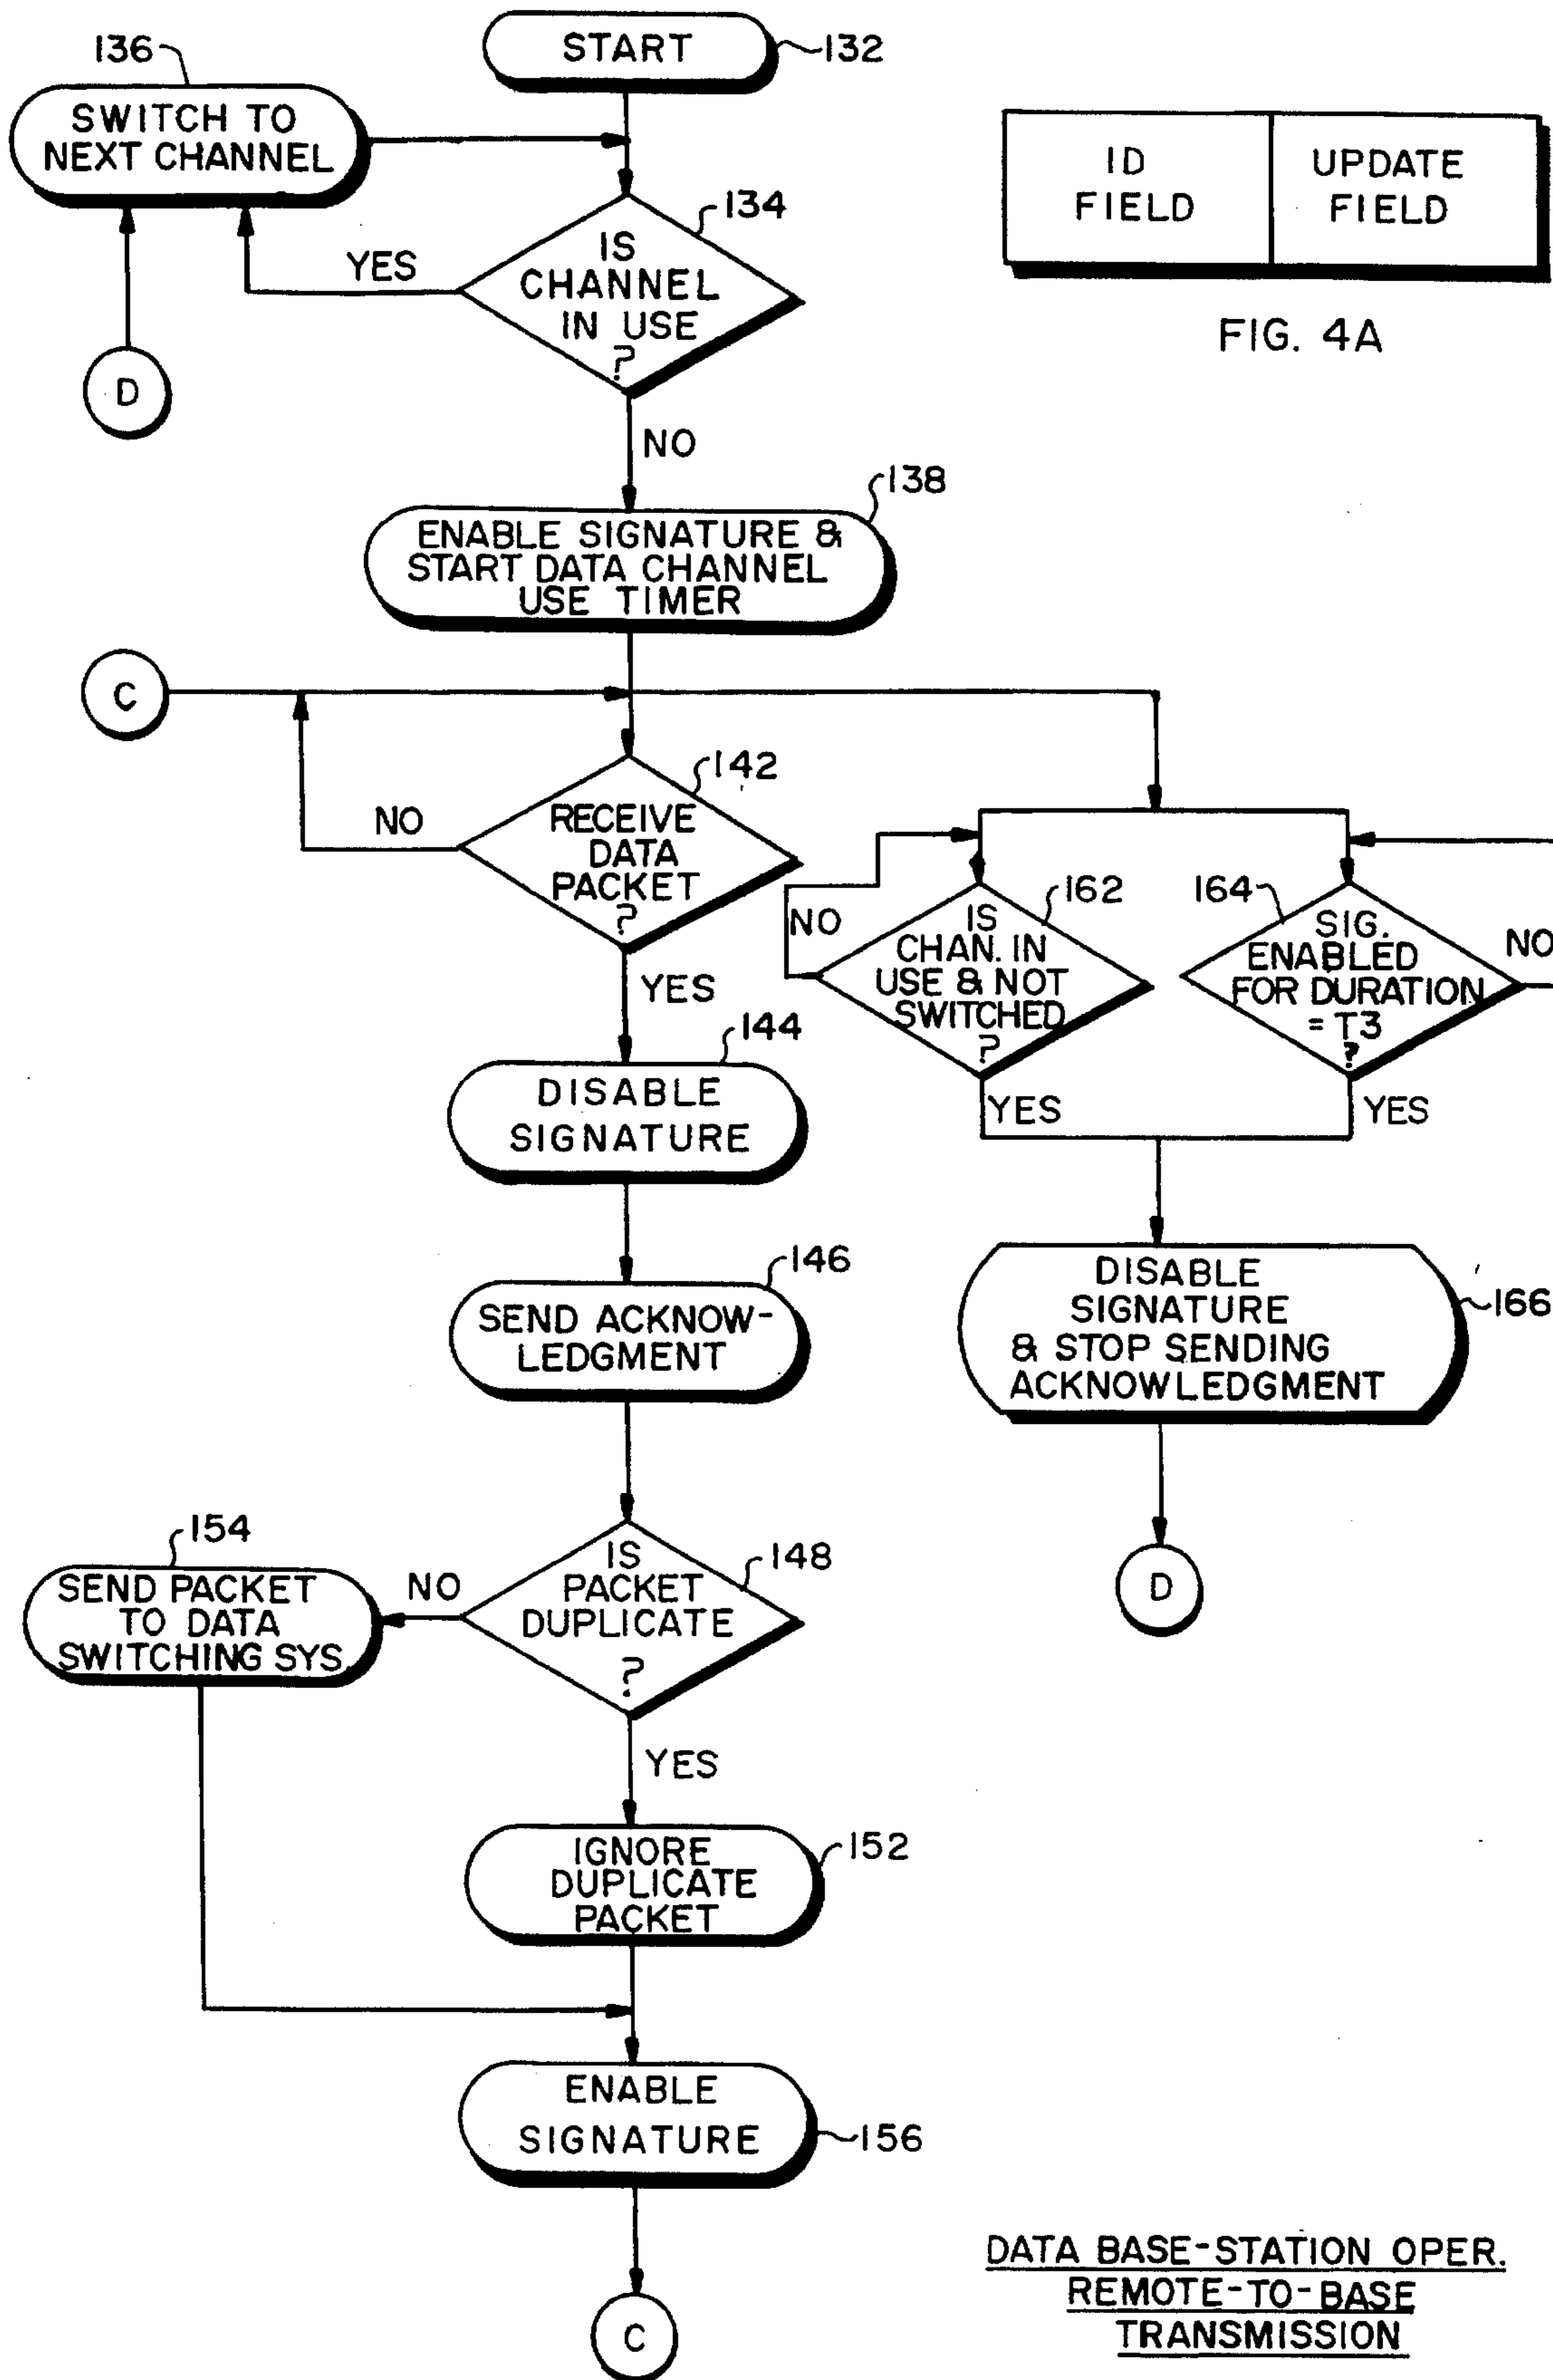 START
132
136
SWITCH TO
NEXT CHANNEL
ID
FIELD
UPDATE
FIELD
FIG. 4A
134
IS
CHANNEL
IN USE
?
YES
D
NO
138
ENABLE SIGNATURE &
START DATA CHANNEL
USE TIMER
C
142
RECEIVE
DATA
PACKET
?
NO
YES
162
IS
CHAN. IN
USE & NOT
SWITCHED
?
NO
YES
164
SIG.
ENABLED
FOR DURATION
= T3
?
NO
YES
144
DISABLE
SIGNATURE
146
SEND ACKNOW-
LEDGMENT
DISABLE
SIGNATURE
& STOP SENDING
ACKNOWLEDGMENT
166
D
148
IS
PACKET
DUPLICATE
?
NO
154
SEND PACKET
TO DATA
SWITCHING SYS
YES
152
IGNORE
DUPLICATE
PACKET
ENABLE
SIGNATURE
156
C
DATA BASE-STATION OPER.
REMOTE-TO-BASE
TRANSMISSION